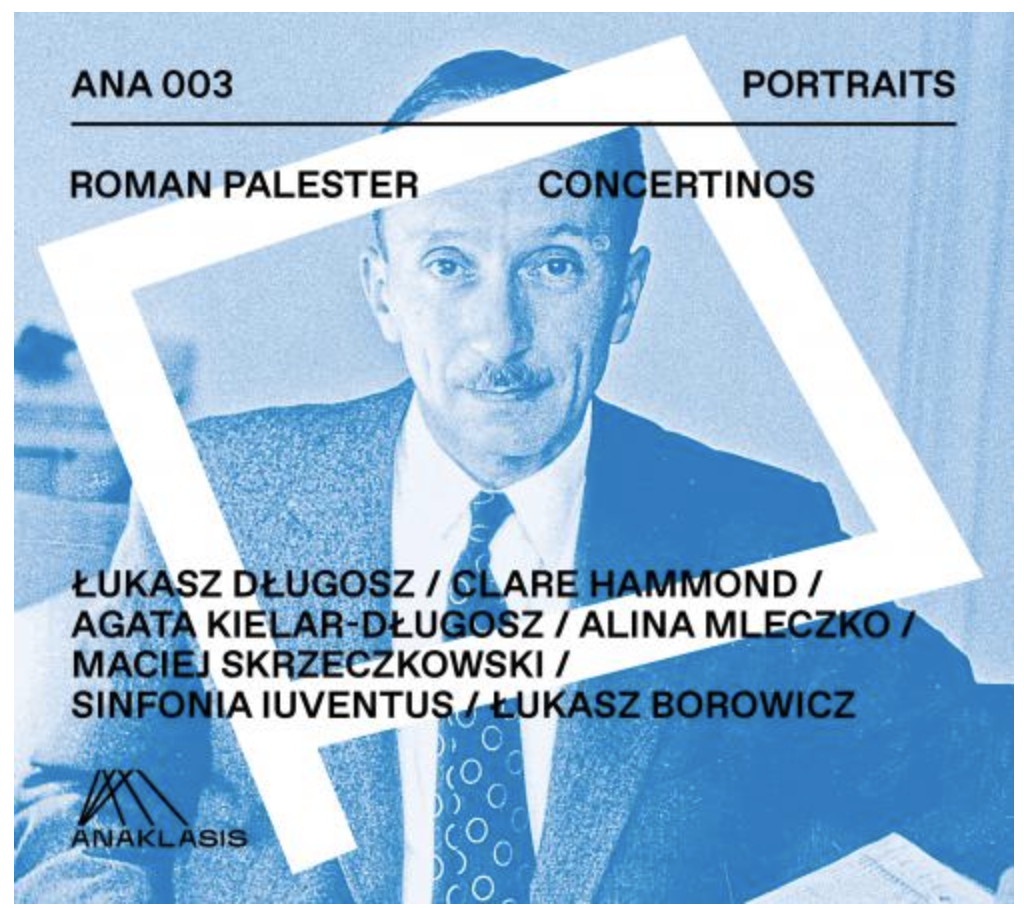 ANA 003 PORTRAITS
ROMAN PALESTER CONCERTINOS
ŁUKASZ DŁUGOSZ / CLARE HAMMOND /
AGATA KIELAR-DŁUGOSZ / ALINA MLECZKO /
MACIEJ SKRZECZKOWSKI /
SINFONIA IUVENTUS / ŁUKASZ BOROWICZ
ANAKLASIS